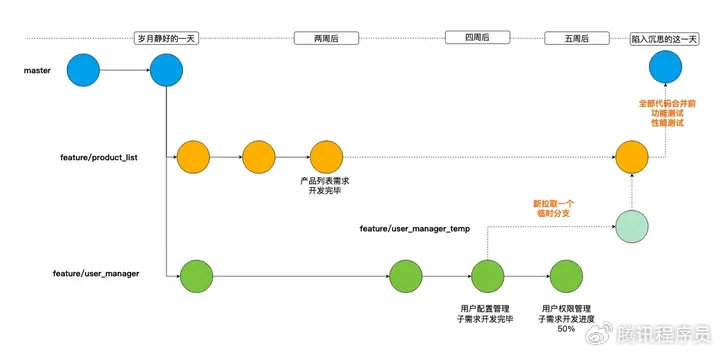 岁月静好的一天
两周后
四周后
五周后
陷入沉思的这一天
master
全部代码合并前
功能测试
性能测试
feature/product_list
产品列表需求
开发完毕
新拉取一个
临时分支
feature/user_manager_temp
feature/user_manager
用户配置管理
子需求开发完毕
用户权限管理
子需求开发进度
50%
腾讯程序员